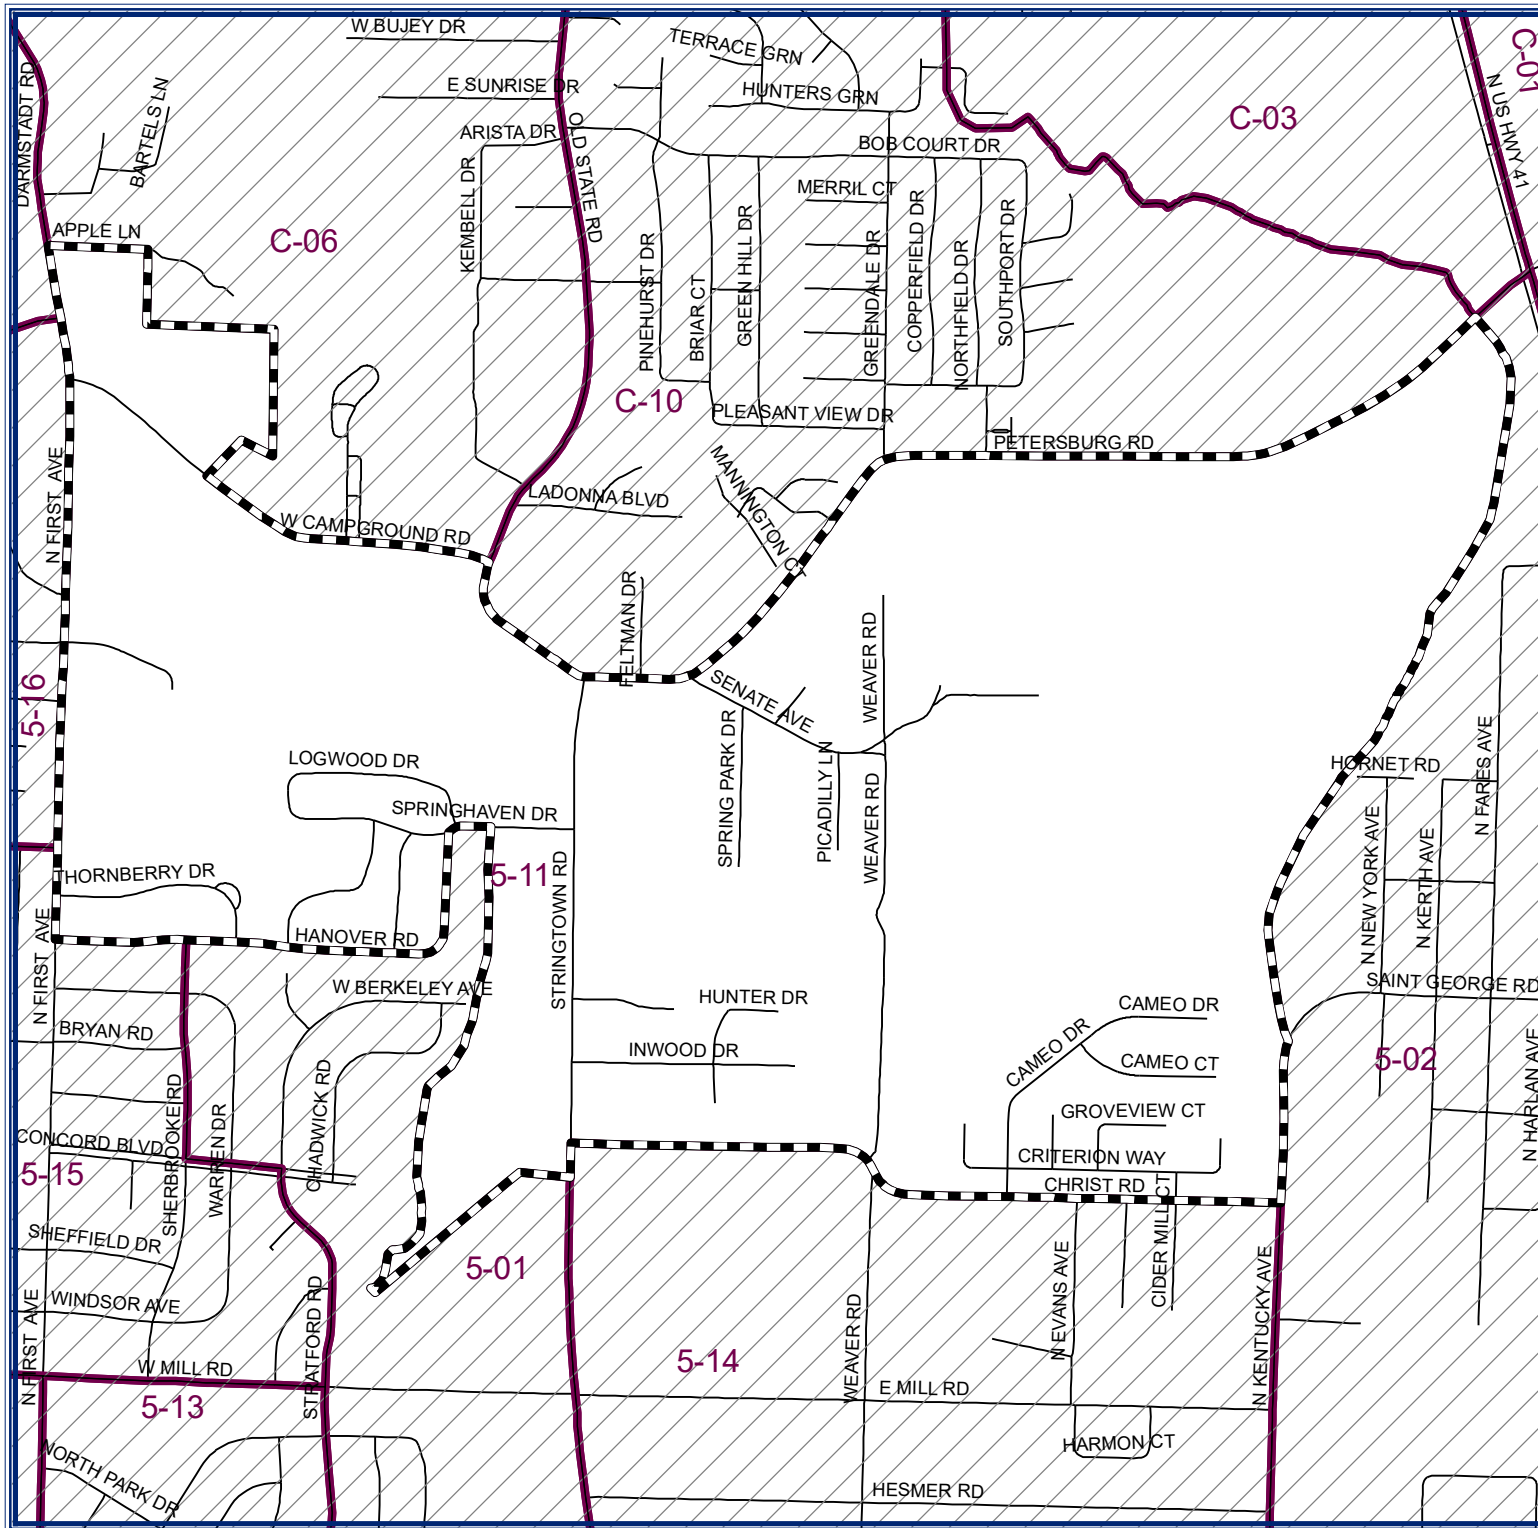 W BUJEY DR
TERRACE GRN
C-01
DARMSTADT RD
BARTELS LN
E SUNRISE DR
HUNTERS GRN
N US HWY 41
C-03
ARISTA DR
OLD STATE RD
BOB COURT DR
KEMBELL DR
MERRIL CT
APPLE LN
C-06
PINEHURST DR
BRIAR CT
GREEN HILL DR
GREENDALE DR
COPPERFIELD DR
NORTHFIELD DR
SOUTHPORT DR
C-10
PLEASANT VIEW DR
PETERSBURG RD
N FIRST AVE
MANNINGTON CT
LADONNA BLVD
W CAMPGROUND RD
FELTMAN DR
WEAVER RD
5-16
SENATE AVE
SPRING PARK DR
PICADILLY LN
WEAVER RD
LOGWOOD DR
SPRINGHAVEN DR
HORNET RD
N FARES AVE
N NEW YORK AVE
N KERTH AVE
THORNBERRY DR
5-11
STRINGTOWN RD
N FIRST AVE
HANOVER RD
W BERKELEY AVE
HUNTER DR
CAMEO DR
SAINT GEORGE RD
BRYAN RD
INWOOD DR
CAMEO DR
CAMEO CT
5-02
N HARLAN AVE
SHERBROOKE RD
WARREN DR
CHADWICK RD
GROVEVIEW CT
CONCORD BLVD
5-15
CRITERION WAY
CHRIST RD
CIDER MILL CT
SHEFFIELD DR
5-01
N EVANS AVE
N KENTUCKY AVE
WINDSOR AVE
N FIRST AVE
STRATFORD RD
WEAVER RD
5-14
W MILL RD
E MILL RD
5-13
HARMON CT
NORTH PARK DR
HESMER RD